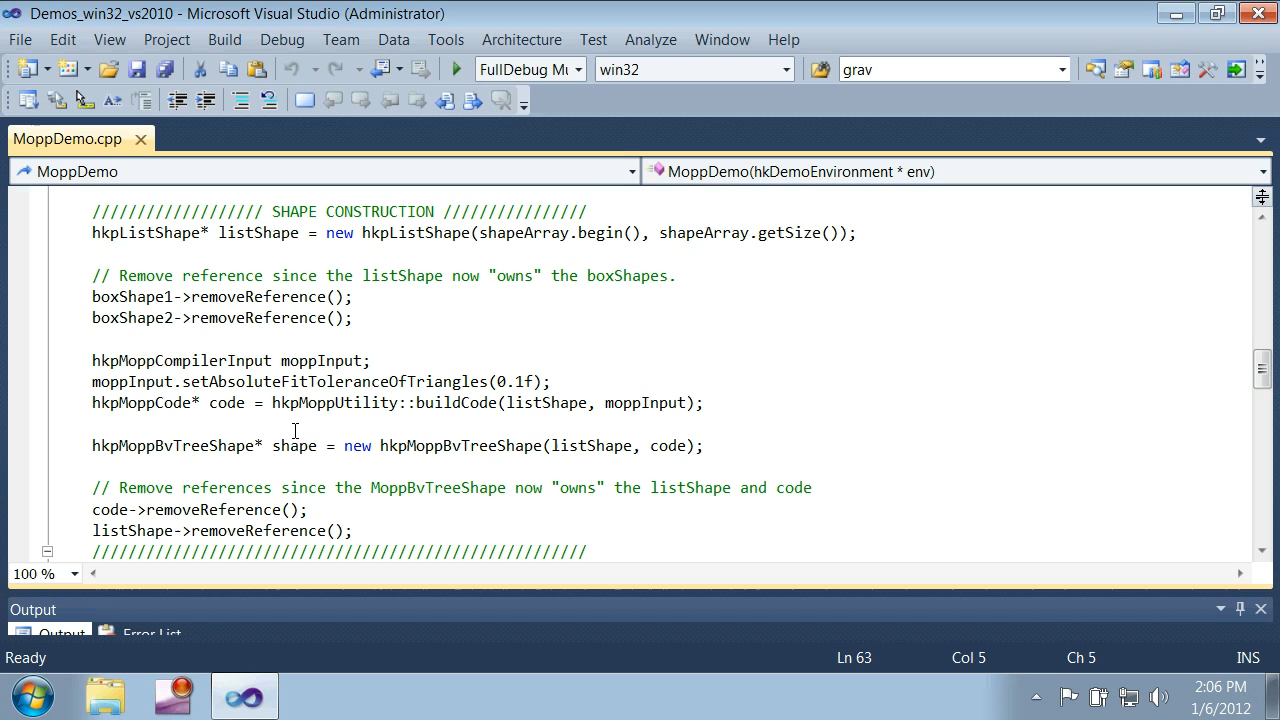 Demos_win32_vs2010 - Microsoft Visual Studio (Administrator)
File Edit View Project Build Debug Team Data Tools Architecture Test Analyze Window Help
FullDebug Mu win32 grav
MoppDemo.cpp
MoppDemo MoppDemo(hkDemoEnvironment * env)
/////////////////// SHAPE CONSTRUCTION ////////////////
hkpListShape* listShape = new hkpListShape(shapeArray.begin(), shapeArray.getSize());
// Remove reference since the listShape now "owns" the boxShapes.
boxShape1->removeReference();
boxShape2->removeReference();
hkpMoppCompilerInput moppInput;
moppInput.setAbsoluteFitToleranceOfTriangles(0.1f);
hkpMoppCode* code = hkpMoppUtility::buildCode(listShape, moppInput);
hkpMoppBvTreeShape* shape = new hkpMoppBvTreeShape(listShape, code);
// Remove references since the MoppBvTreeShape now "owns" the listShape and code
code->removeReference();
listShape->removeReference();
///////////////////////////////////////////////////////
100 %
Output
Output Error List
Ready Ln 63 Col 5 Ch 5 INS
2:06 PM
1/6/2012